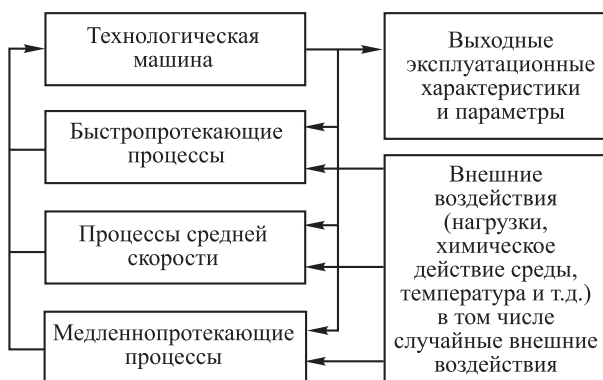 Технологическая
машина
Выходные
эксплуатационные
характеристики
и параметры
Быстропротекающие
процессы
Процессы средней
скорости
Медленнопротекающие
процессы
Внешние
воздействия
(нагрузки,
химическое
действие среды,
температура и т.д.)
в том числе
случайные внешние
воздействия